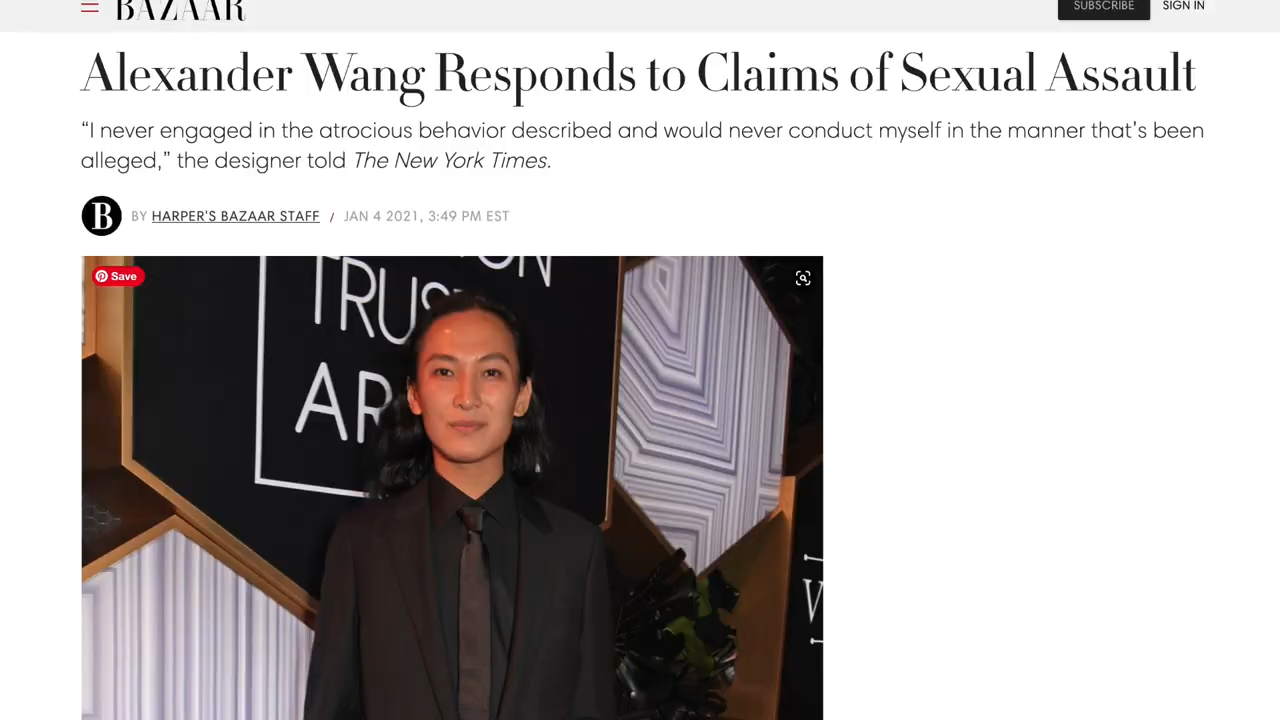 BAZAAR
SUBSCRIBE
SIGN IN
Alexander Wang Responds to Claims of Sexual Assault
“I never engaged in the atrocious behavior described and would never conduct myself in the manner that’s been
alleged,” the designer told The New York Times.
B
BY HARPER'S BAZAAR STAFF / JAN 4 2021, 3:49 PM EST
Save
TRUST
V